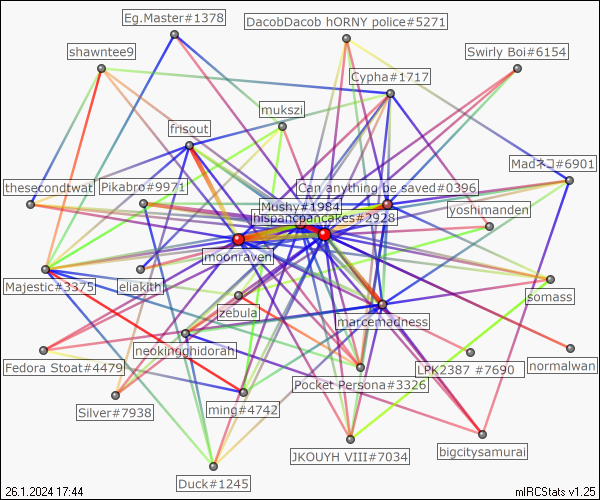 Eg.Master#1378
DacobDacob hORNY police#5271
shawntee9
Swirly Boi#6154
Cypha#1717
mukszi
frisout
Madネコ#6901
thesecondtwat
Pikabro#9971
Can anything be saved#0396
Mushy#1984
yoshimanden
hispancpancakes#2928
moonraven
Majestic#3375
eliakith
somass
zebula
marcemadness
neokingghidorah
Fedora Stoat#4479
LPK2387 #7690
normalwan
Pocket Persona#3326
Silver#7938
ming#4742
JKOUYH VIII#7034
bigcitysamurai
Duck#1245
26.1.2024 17:44
mIRCStats v1.25